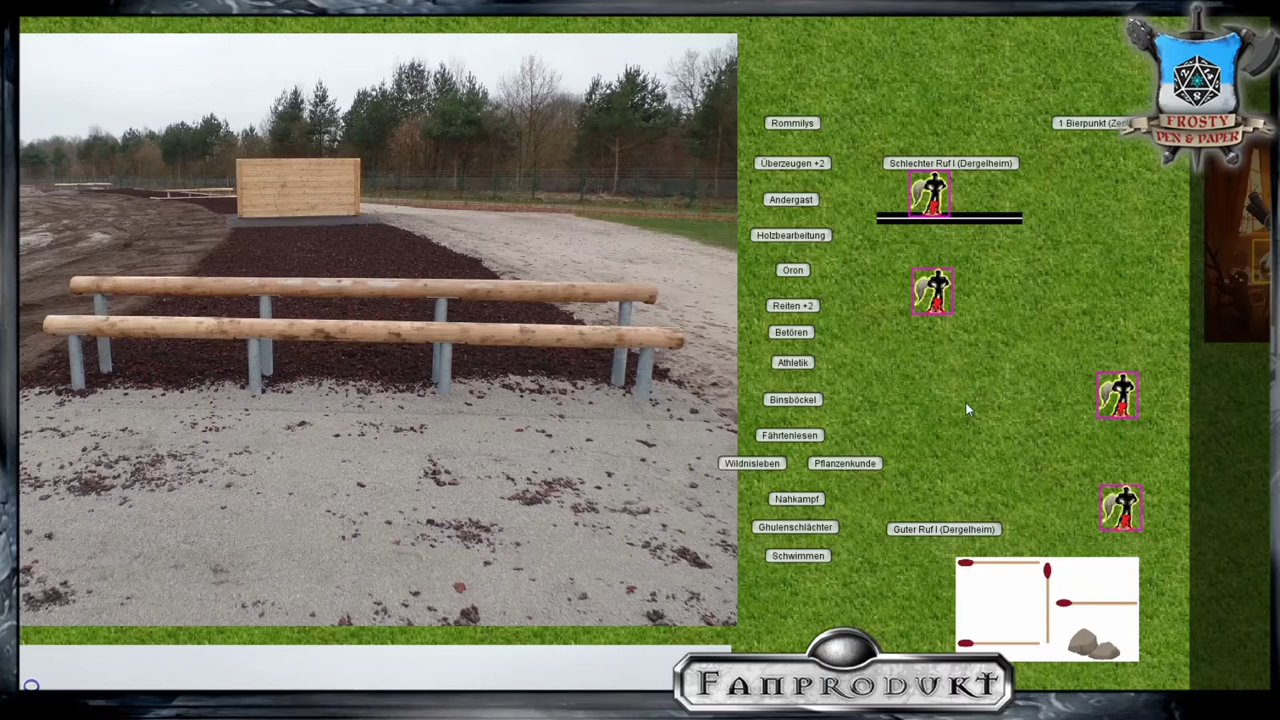 FROSTY
PEN & PAPER
Rommilys
1 Bierpunkt
Überzeugen +2
Schlechter Ruf I (Dergelheim)
Andergast
Holzbearbeitung
Oron
Reiten +2
Betören
Athletik
Binsböckel
Fährtenlesen
Wildnisleben
Pflanzenkunde
Nahkampf
Ghulenschlächter
Guter Ruf I (Dergelheim)
Schwimmen
FANPRODUKT